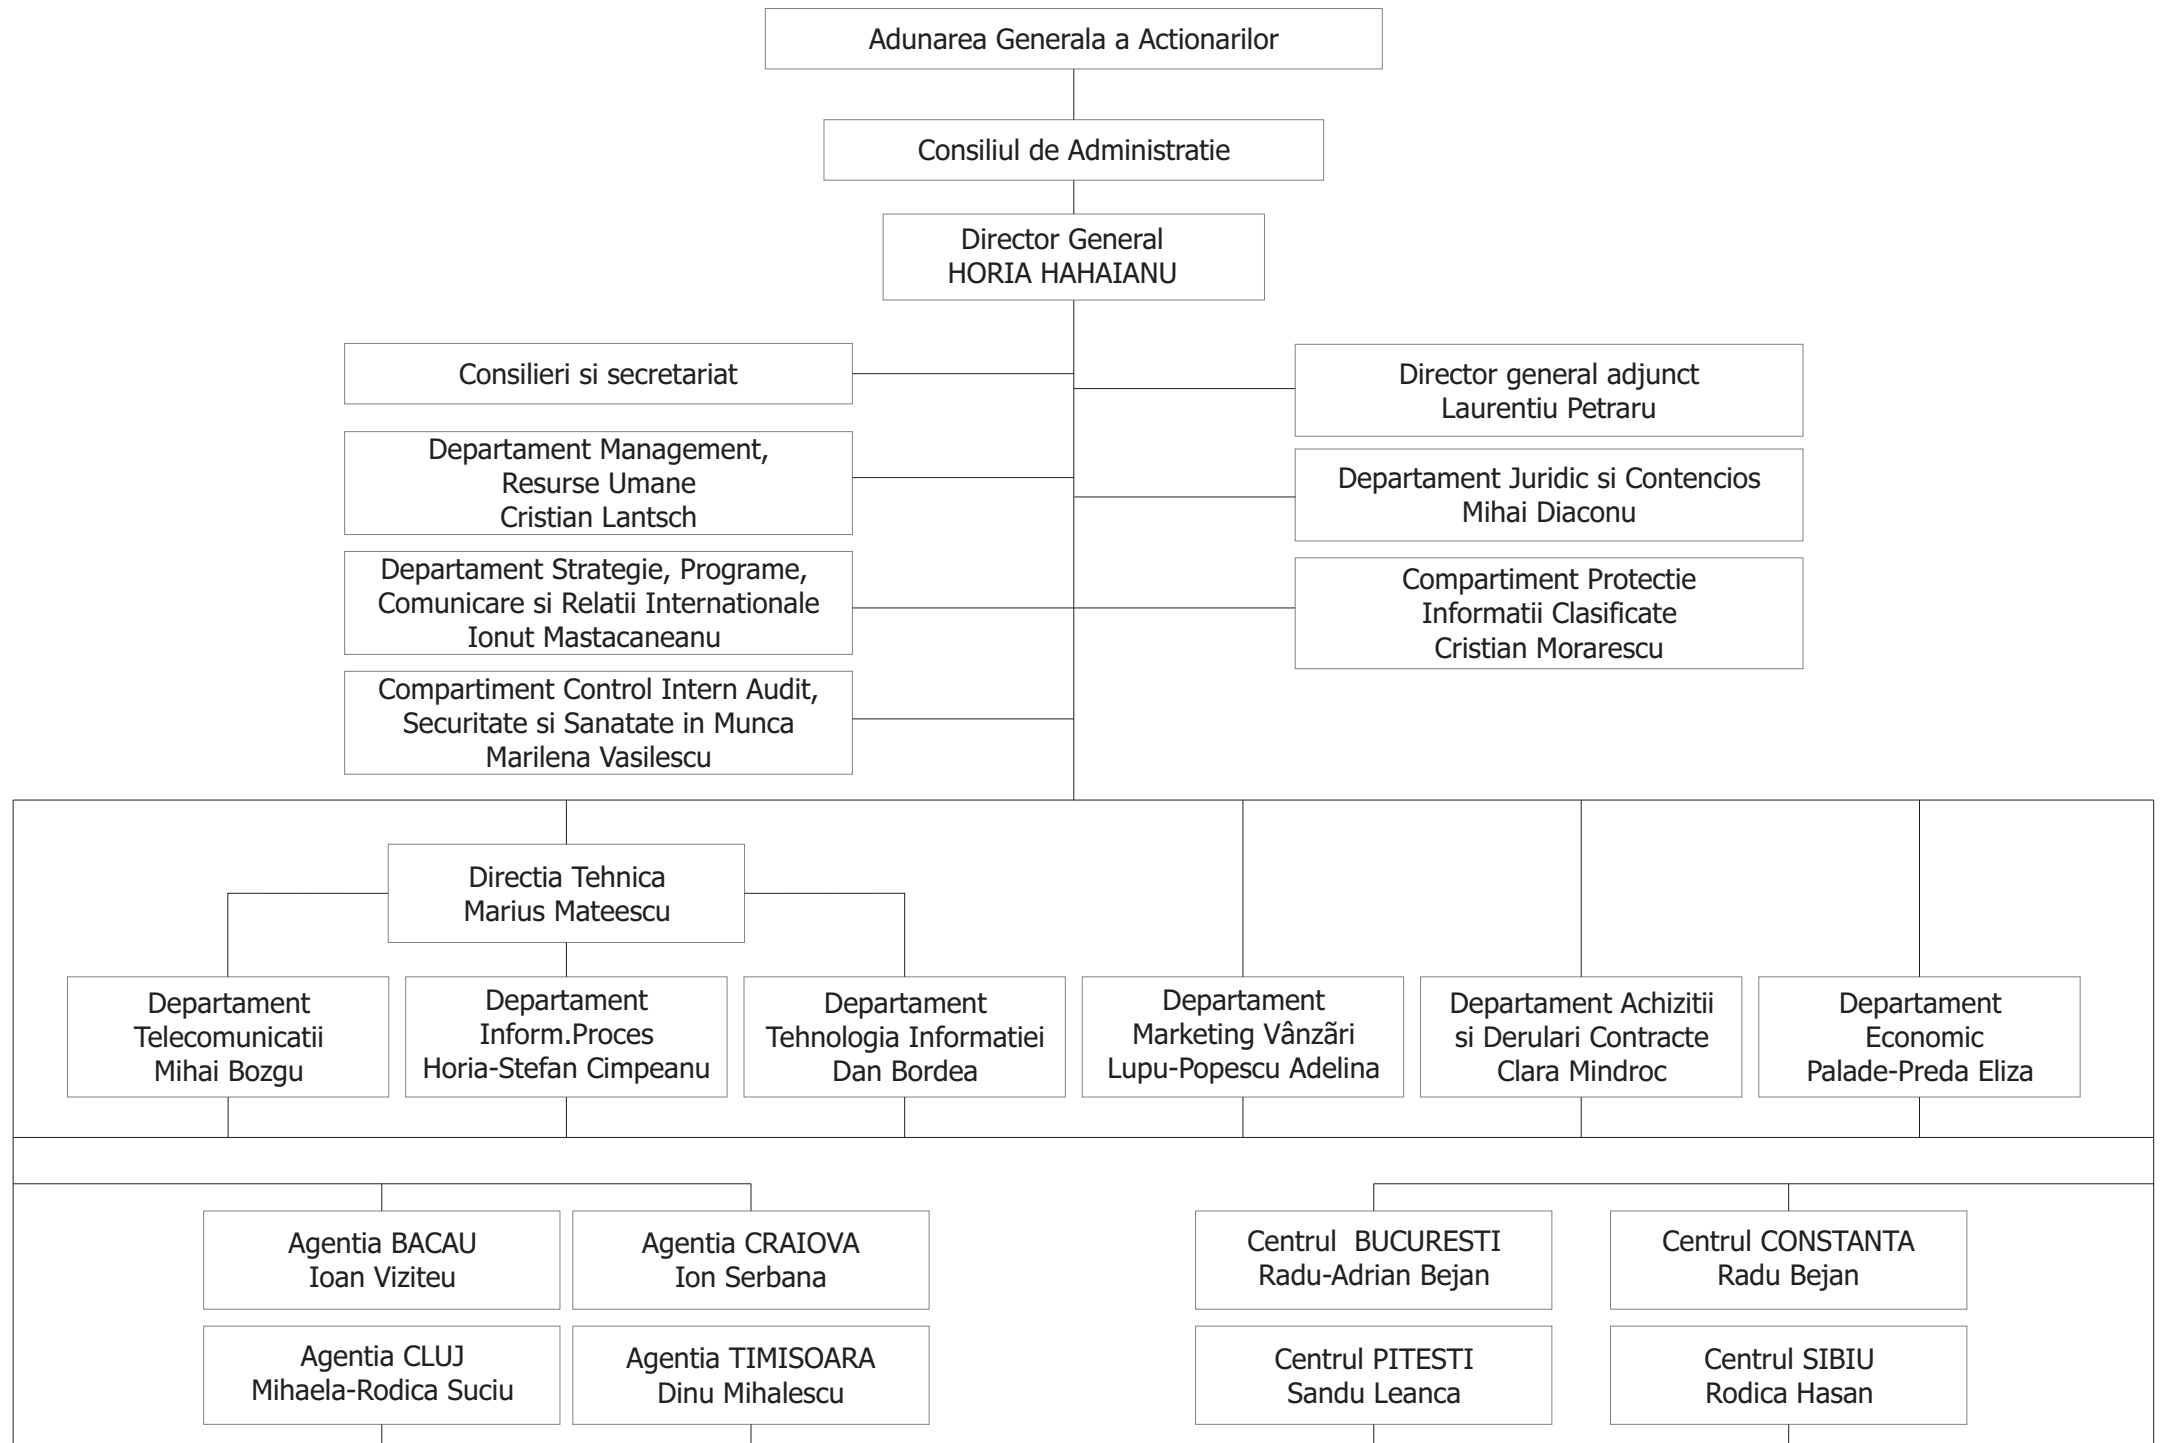 Adunarea Generala a Actionarilor
Consiliul de Administratie
Director General
HORIA HAHAIANU
Consilieri si secretariat
Director general adjunct
Laurentiu Petraru
Departament Management,
Resurse Umane
Cristian Lantsch
Departament Juridic si Contencios
Mihai Diaconu
Departament Strategie, Programe,
Comunicare si Relatii Internationale
Ionut Mastacaneanu
Compartiment Protectie
Informatii Clasificate
Cristian Morarescu
Compartiment Control Intern Audit,
Securitate si Sanatate in Munca
Marilena Vasilescu
Directia Tehnica
Marius Mateescu
Departament
Telecomunicatii
Mihai Bozgu
Departament
Inform.Proces
Horia-Stefan Cimpeanu
Departament
Tehnologia Informatiei
Dan Bordea
Departament
Marketing Vânzãri
Lupu-Popescu Adelina
Departament Achizitii
si Derulari Contracte
Clara Mindroc
Departament
Economic
Palade-Preda Eliza
Agentia BACAU
Ioan Viziteu
Agentia CRAIOVA
Ion Serbana
Centrul  BUCURESTI
Radu-Adrian Bejan
Centrul CONSTANTA
Radu Bejan
Agentia CLUJ
Mihaela-Rodica Suciu
Agentia TIMISOARA
Dinu Mihalescu
Centrul PITESTI
Sandu Leanca
Centrul SIBIU
Rodica Hasan